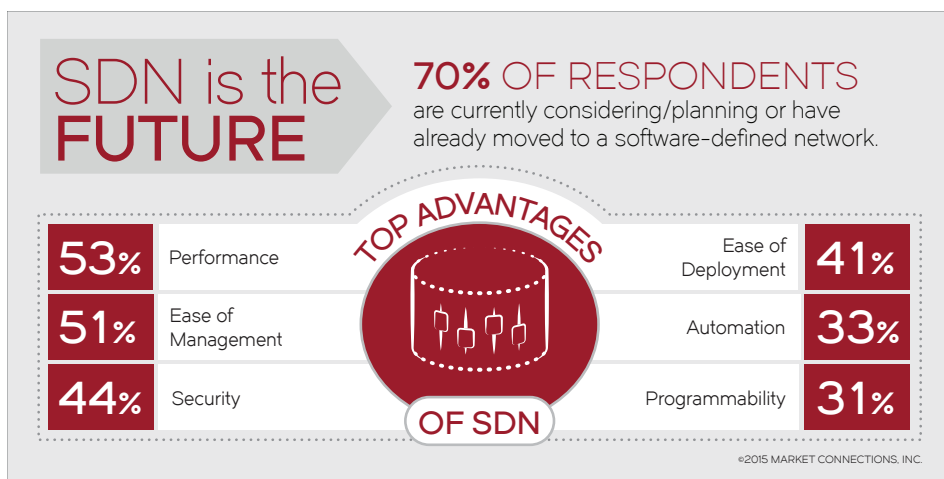 SDN is the
FUTURE
70% OF RESPONDENTS
are currently considering/planning or have
already moved to a software-defined network.
TOP ADVANTAGES
OF SDN
53% Performance
51% Ease of
Management
44% Security
Ease of
Deployment 41%
Automation 33%
Programmability 31%
©2015 MARKET CONNECTIONS, INC.